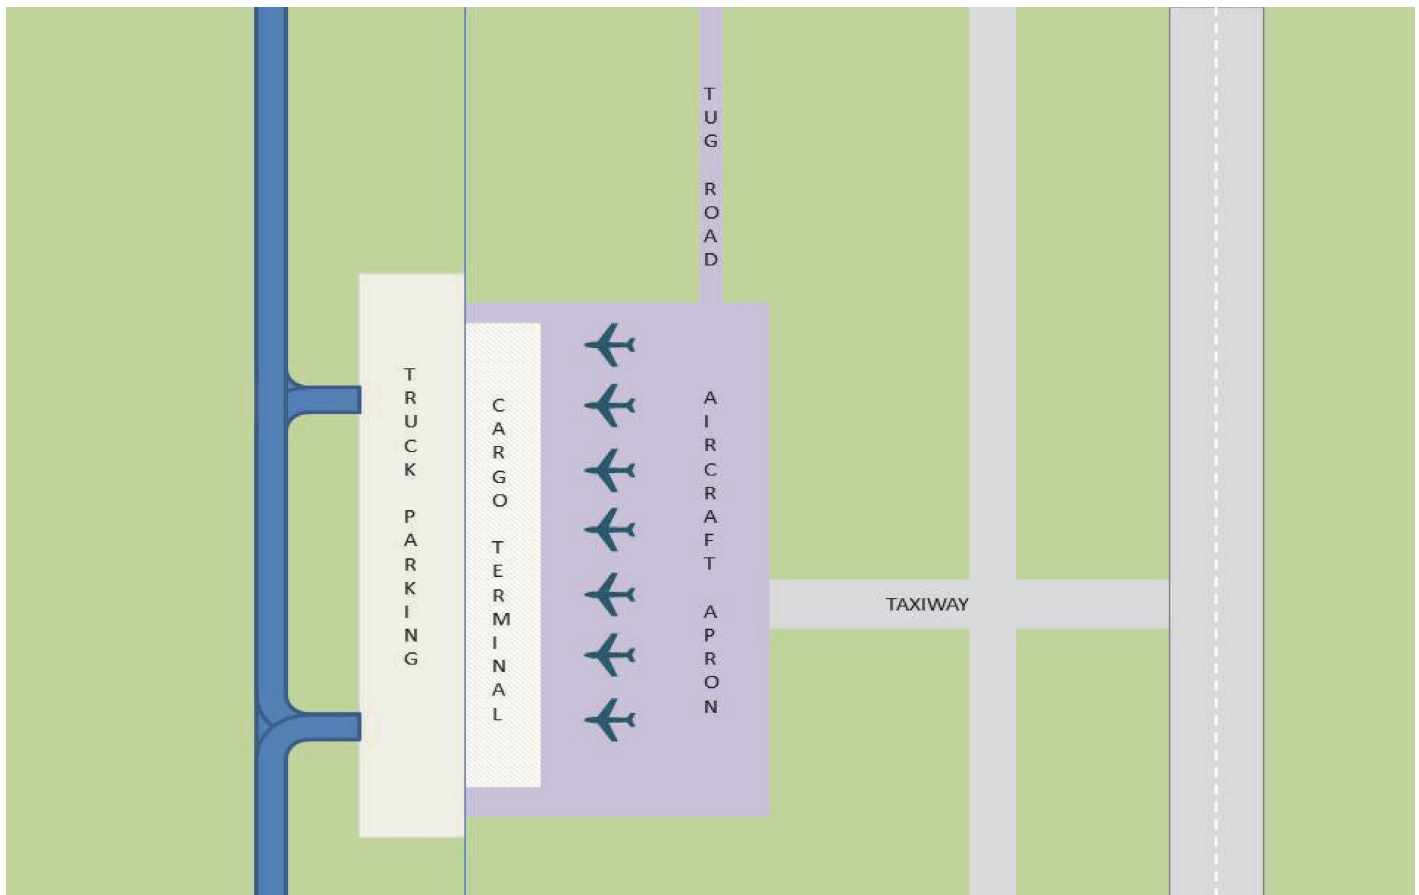 TUG ROAD
TRUCK PARKING
CARGO TERMINAL
AIRCRAFT APRON
TAXIWAY